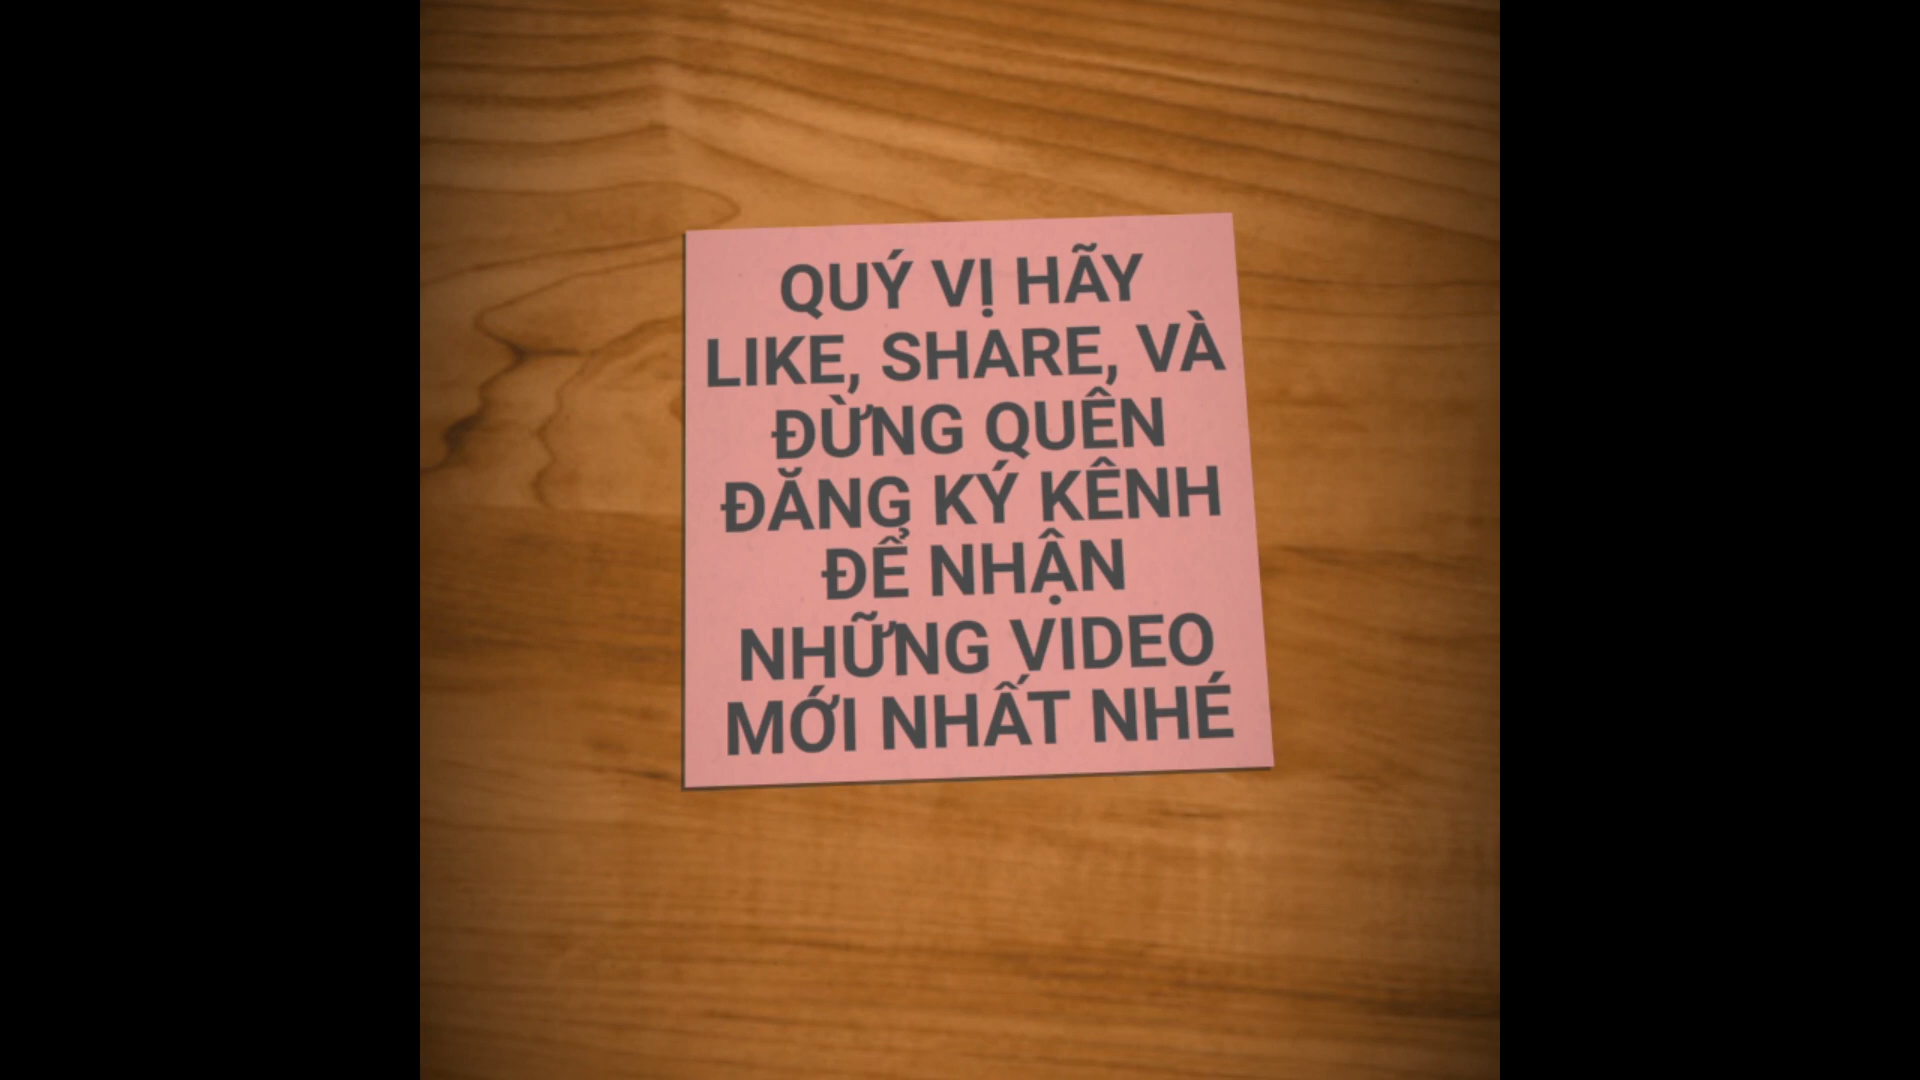 QUÝ VỊ HÃY
LIKE, SHARE, VÀ
ĐỪNG QUÊN
ĐĂNG KÝ KÊNH
ĐỂ NHẬN
NHỮNG VIDEO
MỚI NHẤT NHÉ